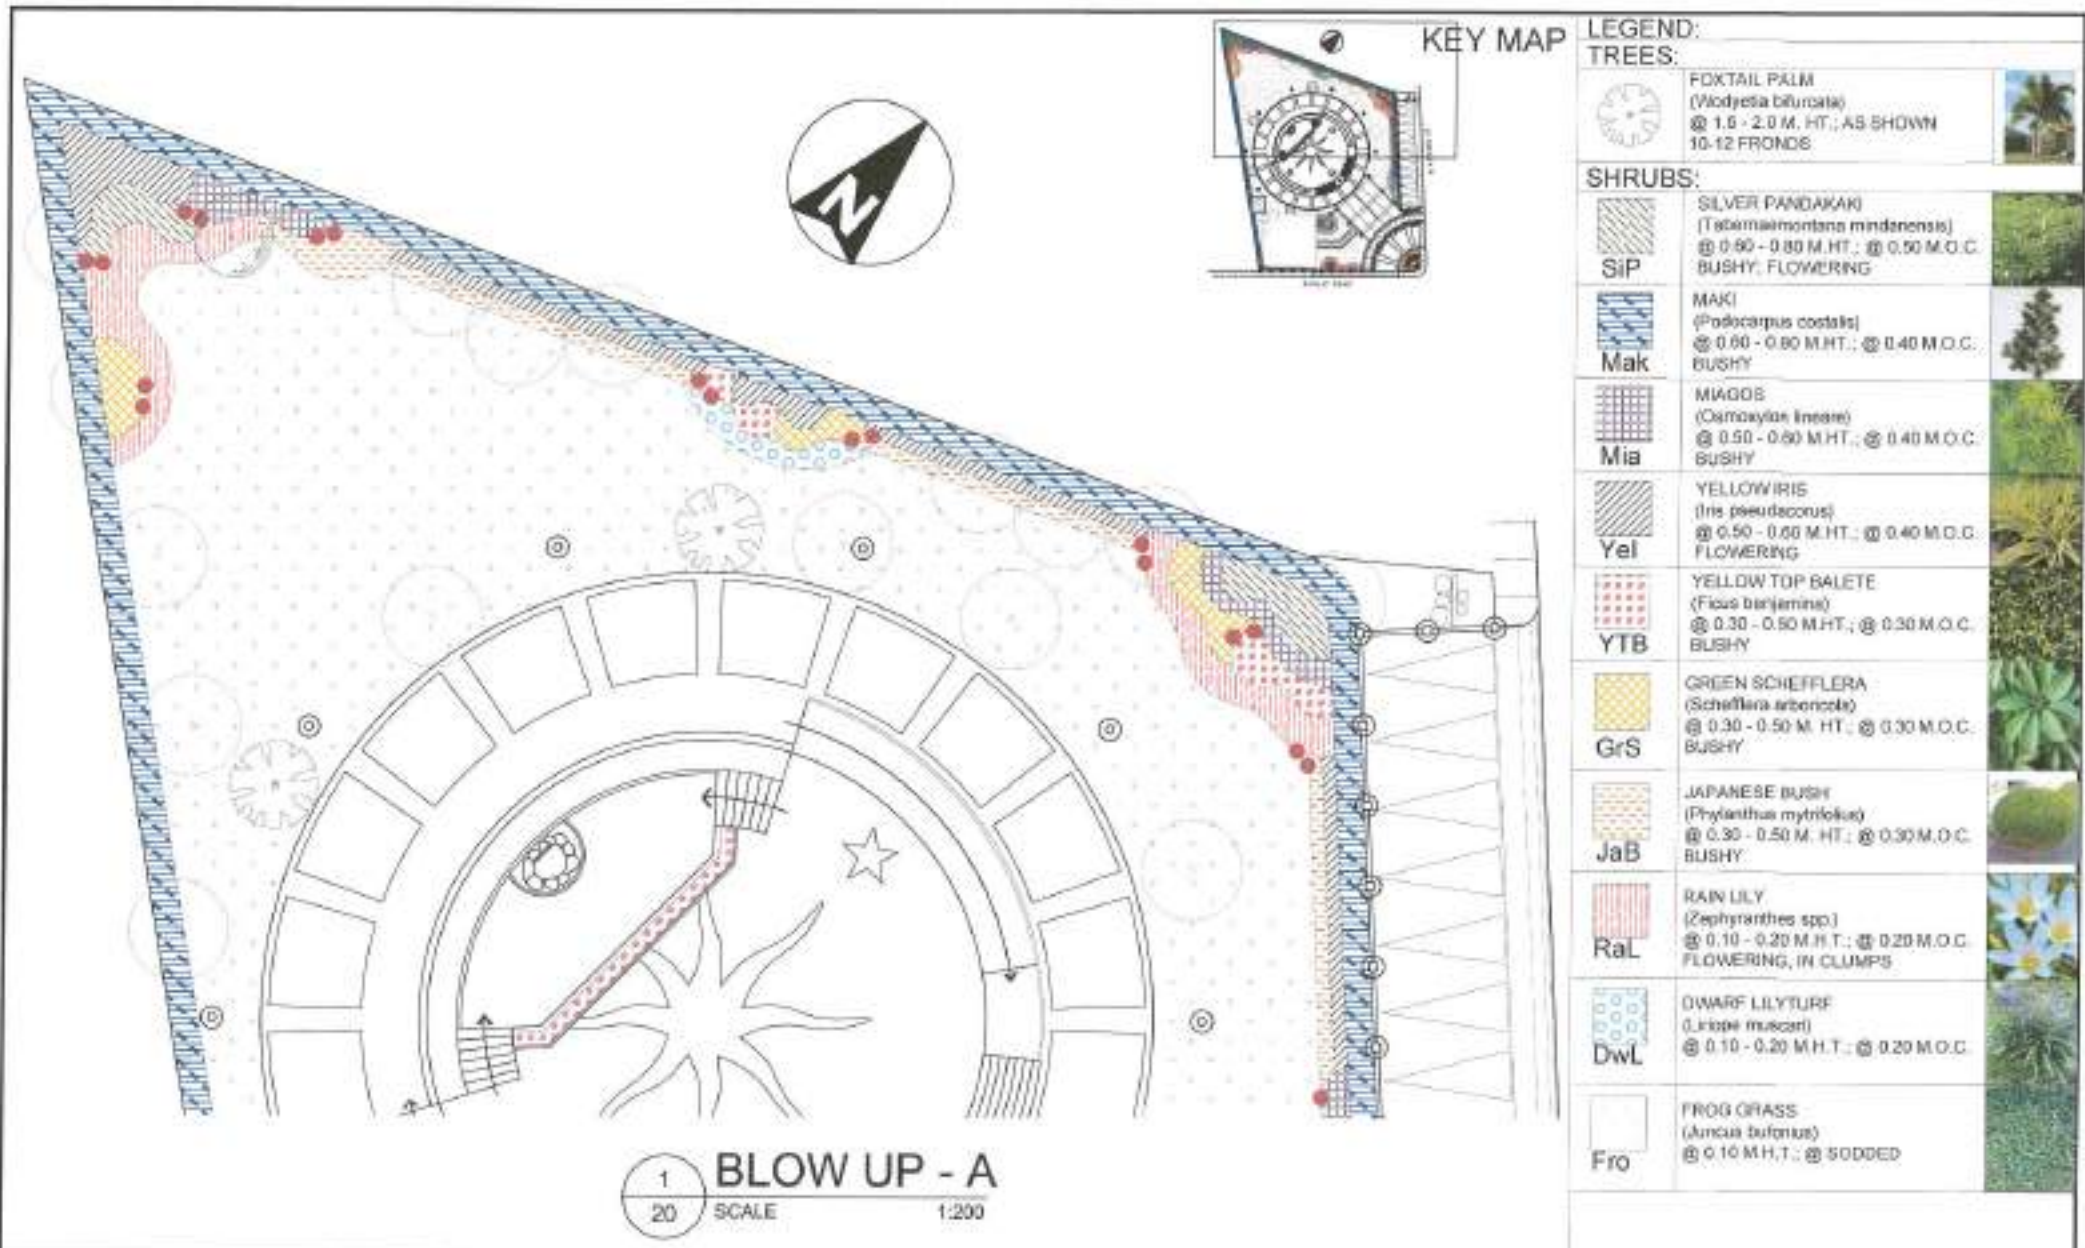 KEY MAP
N
LEGEND:
TREES:
FOXTAIL PALM
(Wodyetia bifurcata)
@ 1.5 - 2.0 M. HT.; AS SHOWN
10-12 FRONDS
SHRUBS:
SiP
SILVER PANDAKAKI
(Tabernaemontana mindanensis)
@ 0.60 - 0.80 M.HT.; @ 0.50 M.O.C.
BUSHY; FLOWERING
Mak
MAKI
(Podocarpus costalis)
@ 0.60 - 0.80 M.HT.; @ 0.40 M.O.C.
BUSHY
Mia
MIAGOS
(Osmoxylon lineare)
@ 0.50 - 0.60 M.HT.; @ 0.40 M.O.C.
BUSHY
Yel
YELLOW IRIS
(Iris pseudacorus)
@ 0.50 - 0.60 M.HT.; @ 0.40 M.O.C.
FLOWERING
YTB
YELLOW TOP BALETE
(Ficus benjamina)
@ 0.30 - 0.50 M.HT.; @ 0.30 M.O.C.
BUSHY
GrS
GREEN SCHEFFLERA
(Schefflera arboricola)
@ 0.30 - 0.50 M. HT.; @ 0.30 M.O.C.
BUSHY
JaB
JAPANESE BUSH
(Phylanthus mytrifolius)
@ 0.30 - 0.50 M. HT.; @ 0.30 M.O.C.
BUSHY
RaL
RAIN LILY
(Zephyranthes spp.)
@ 0.10 - 0.20 M.H.T.; @ 0.20 M.O.C.
FLOWERING, IN CLUMPS
DwL
DWARF LILYTURF
(Liriope muscari)
@ 0.10 - 0.20 M.H.T.; @ 0.20 M.O.C.
Fro
FROG GRASS
(Juncus bufonius)
@ 0.10 M.H.T.; @ SODDED
1
20
BLOW UP - A
SCALE 1:200